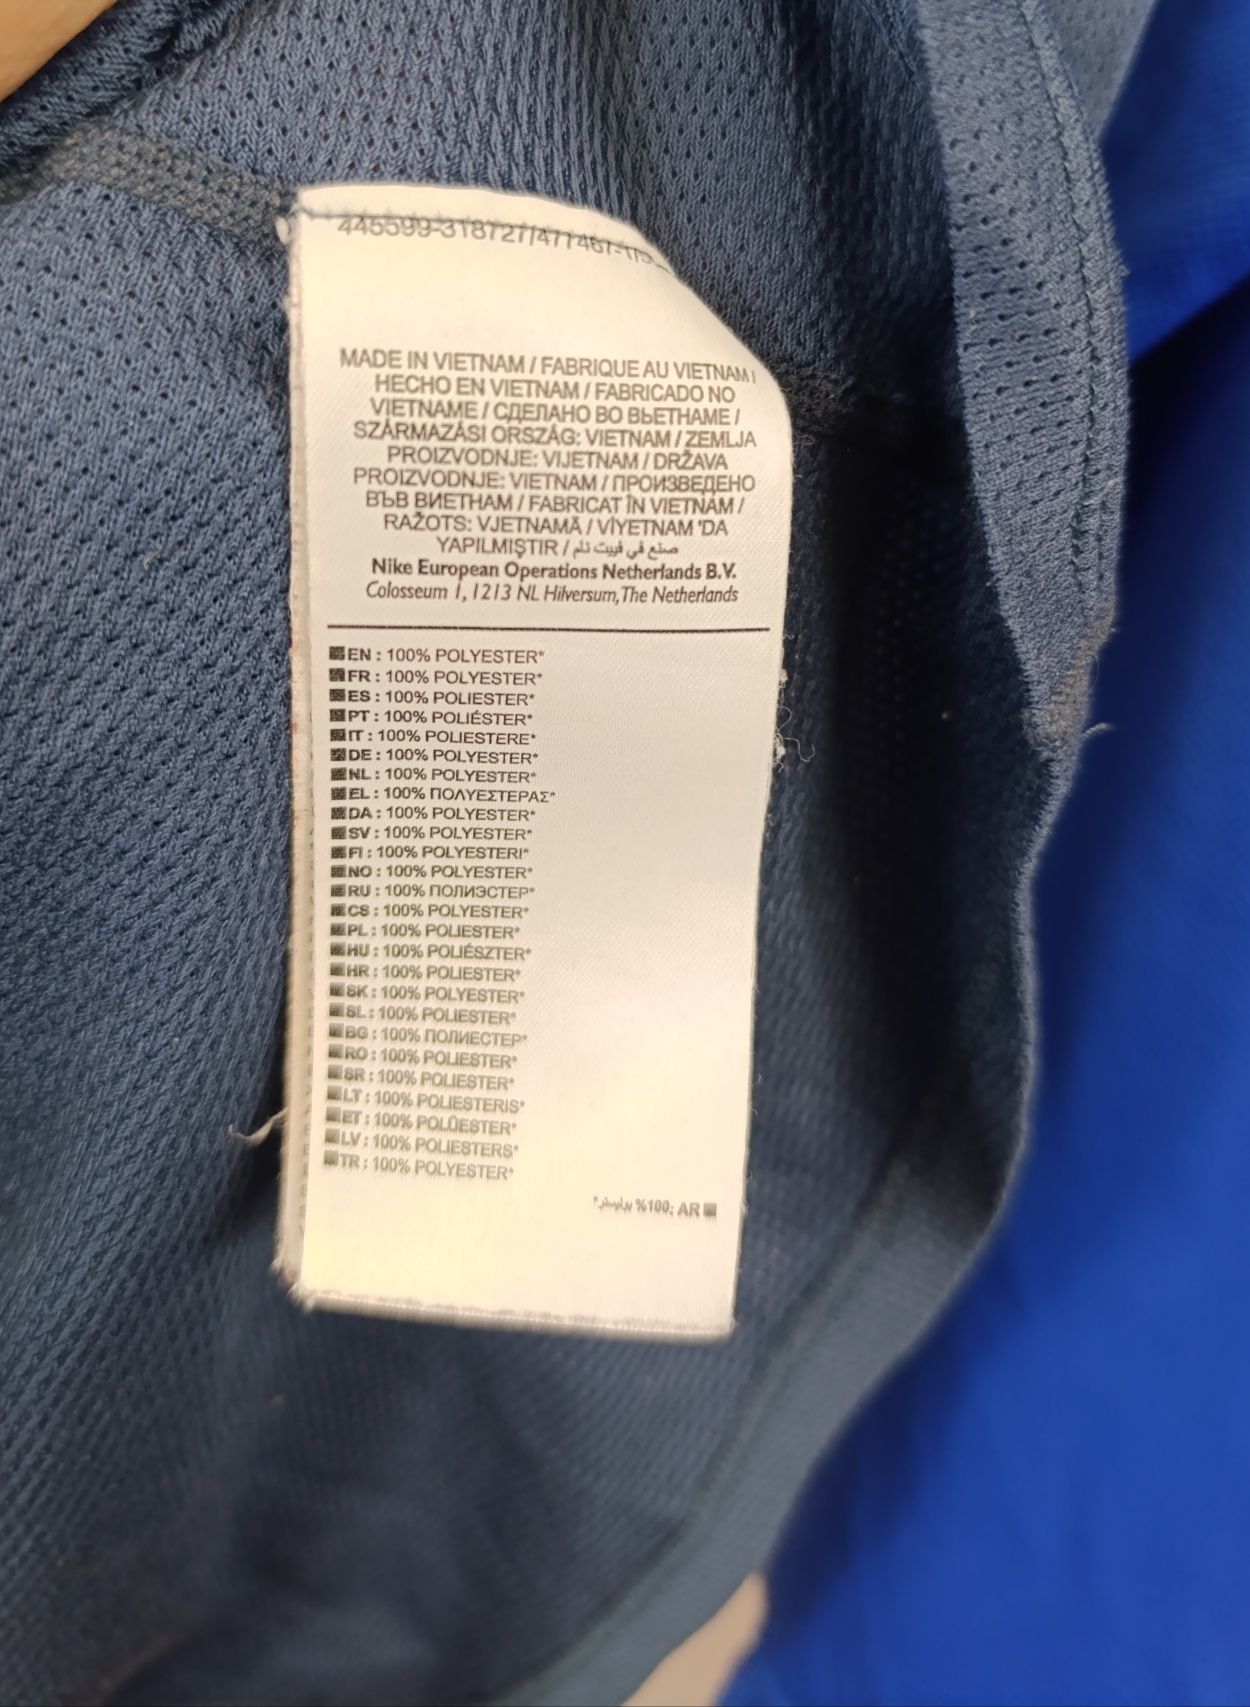 445599-318727/471467-1/5
MADE IN VIETNAM / FABRIQUE AU VIETNAM /
HECHO EN VIETNAM / FABRICADO NO
VIETNAME / СДЕЛАНО ВО ВЬЕТНАМЕ /
SZÁRMAZÁSI ORSZÁG: VIETNAM / ZEMLJA
PROIZVODNJE: VIJETNAM / DRŽAVA
PROIZVODNJE: VIETNAM / ПРОИЗВЕДЕНО
ВЪВ ВИЕТНАМ / FABRICAT ÎN VIETNAM /
RAŽOTS: VJETNAMĀ / VİYETNAM 'DA
YAPILMIŞTIR / صنع في فييت نام
Nike European Operations Netherlands B.V.
Colosseum 1, 1213 NL Hilversum, The Netherlands
EN : 100% POLYESTER*
FR : 100% POLYESTER*
ES : 100% POLIESTER*
PT : 100% POLIÉSTER*
IT : 100% POLIESTERE*
DE : 100% POLYESTER*
NL : 100% POLYESTER*
EL : 100% ΠΟΛΥΕΣΤΕΡΑΣ*
DA : 100% POLYESTER*
SV : 100% POLYESTER*
FI : 100% POLYESTERI*
NO : 100% POLYESTER*
RU : 100% ПОЛИЭСТЕР*
CS : 100% POLYESTER*
PL : 100% POLIESTER*
HU : 100% POLIÉSZTER*
HR : 100% POLIESTER*
SK : 100% POLYESTER*
SL : 100% POLIESTER*
BG : 100% ПОЛИЕСТЕР*
RO : 100% POLIESTER*
SR : 100% POLIESTER*
LT : 100% POLIESTERIS*
ET : 100% POLÜESTER*
LV : 100% POLIESTERS*
TR : 100% POLYESTER*
AR :100% بوليستر*